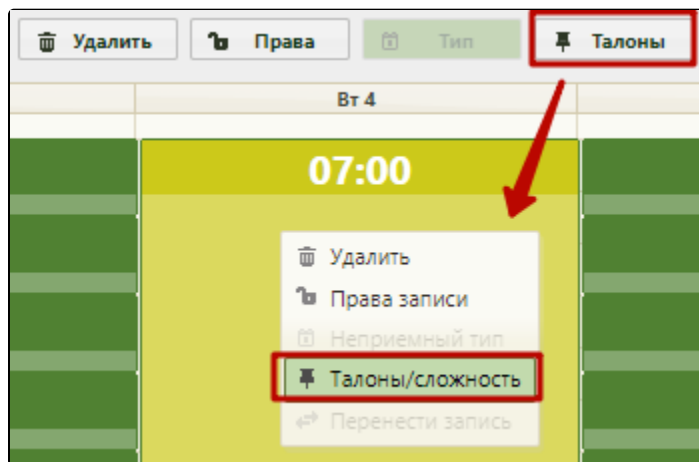 Удалить Права Тип Талоны
Вт 4
07:00
Удалить
Права записи
Неприемный тип
Талоны/сложность
Перенести запись